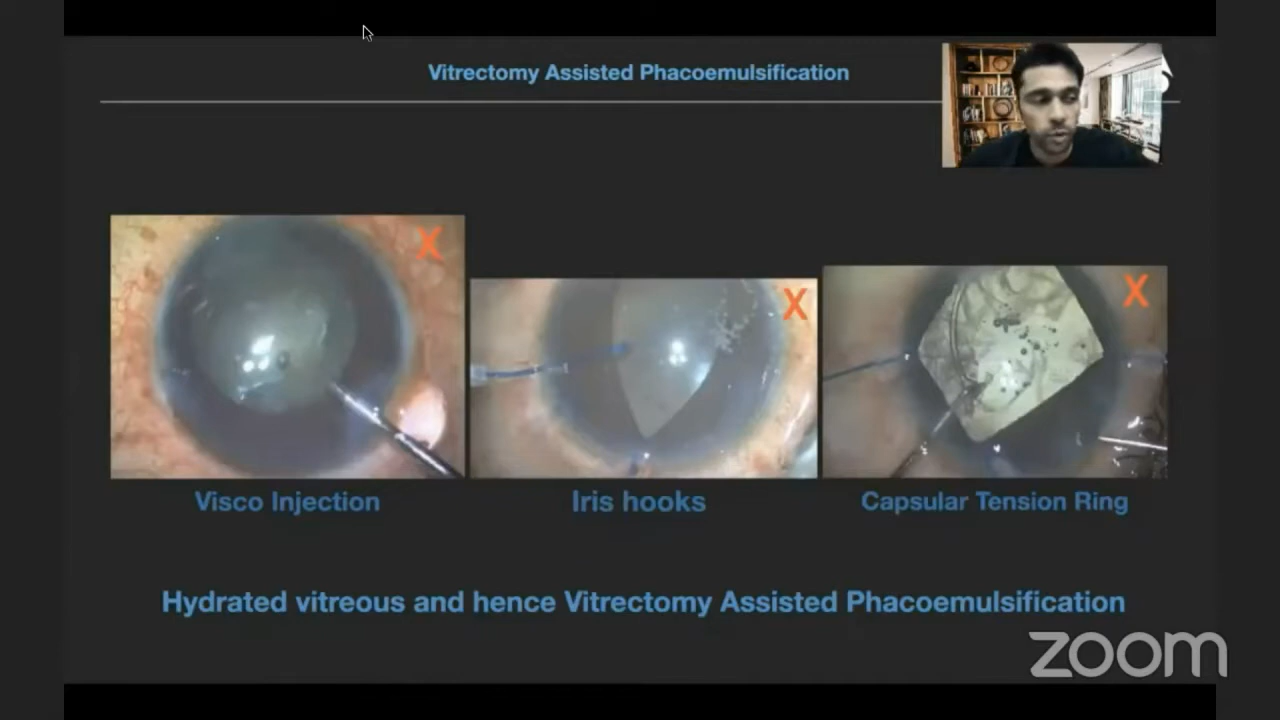 Vitrectomy Assisted Phacoemulsification
X
X
X
Visco Injection
Iris hooks
Capsular Tension Ring
Hydrated vitreous and hence Vitrectomy Assisted Phacoemulsification
zoom